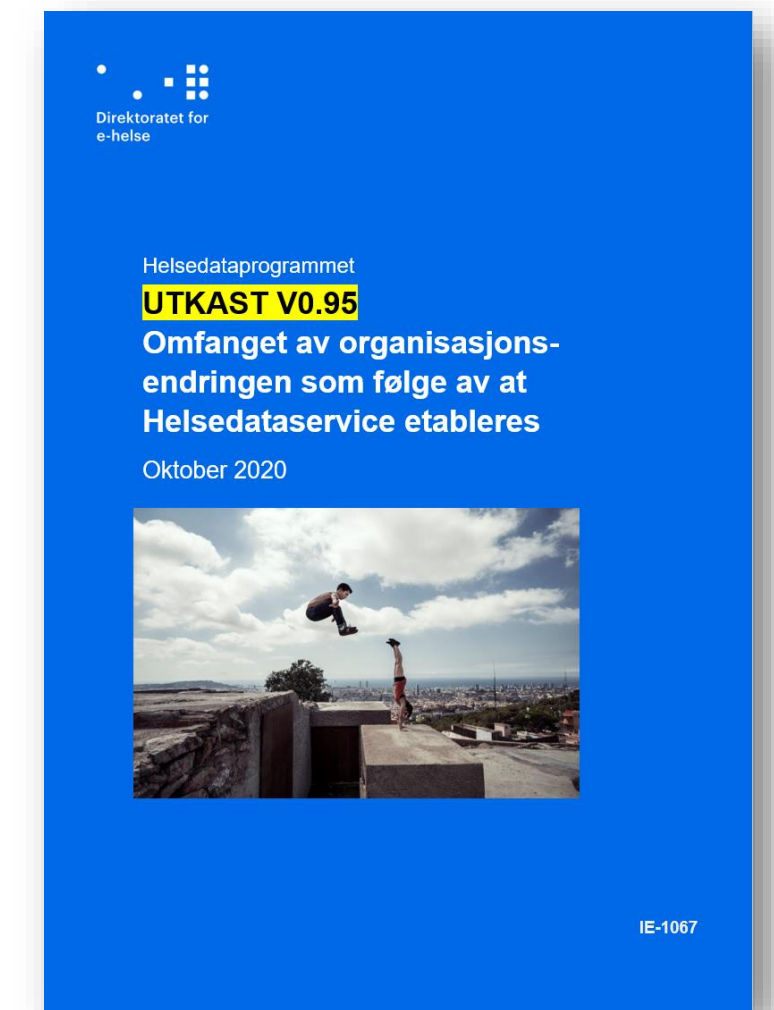 Direktoratet for
e-helse
Helsedataprogrammet
UTKAST V0.95
Omfanget av organisasjons-
endringen som følge av at
Helsedataservice etableres
Oktober 2020
IE-1067